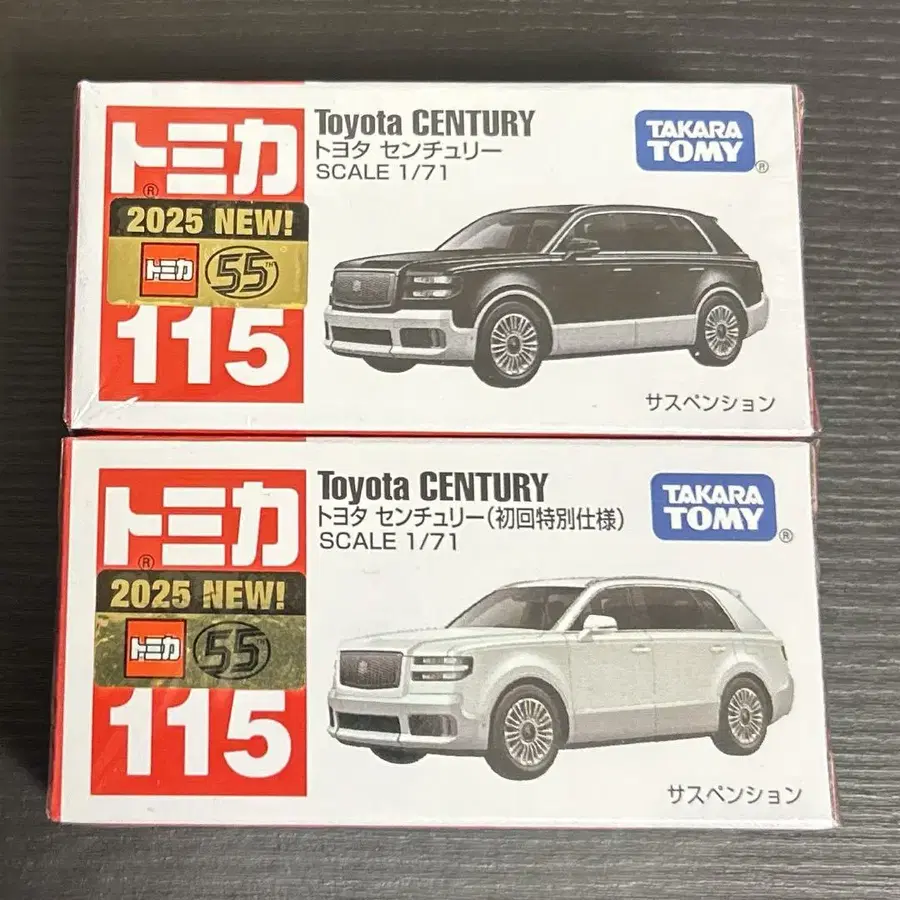 トミカ
®
2025 NEW!
トミカ 55™
115
Toyota CENTURY
トヨタ センチュリー
SCALE 1/71
TAKARA
TOMY®
サスペンション
トミカ
®
2025 NEW!
トミカ 55™
115
Toyota CENTURY
トヨタ センチュリー(初回特別仕様)
SCALE 1/71
TAKARA
TOMY®
サスペンション